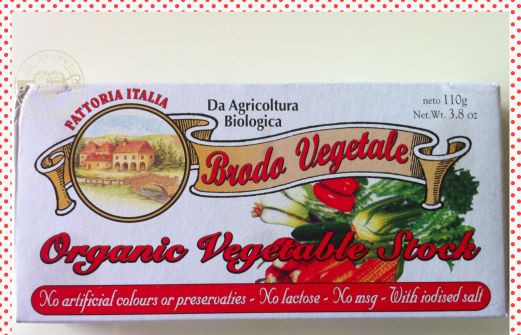 FATTORIA ITALIA
Da Agricoltura
Biologica
neto 110g
Net.Wt. 3.8 oz
Brodo Vegetale
Organic Vegetable Stock
No artificial colours or preservaties - No lactose - No msg - With iodised salt